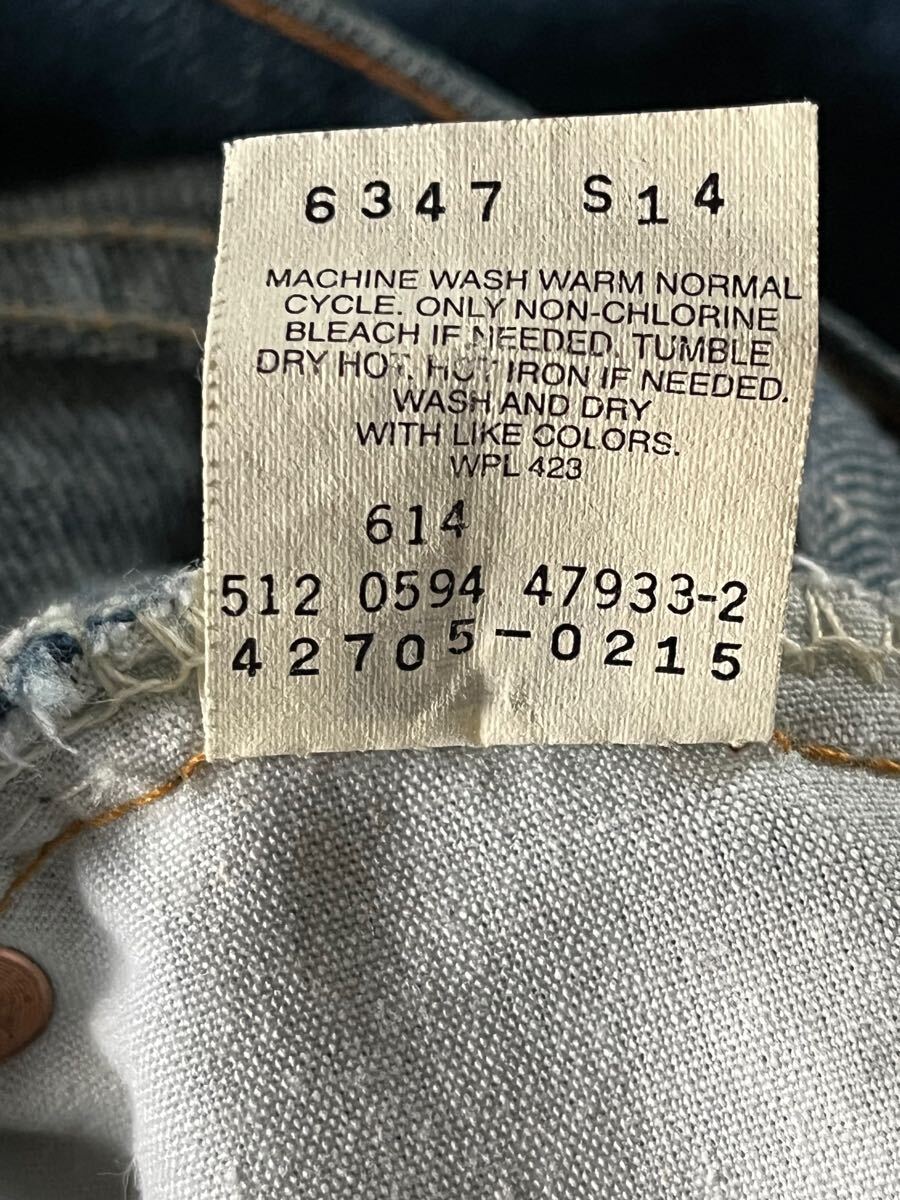 6347 S14
MACHINE WASH WARM NORMAL
CYCLE. ONLY NON-CHLORINE
BLEACH IF NEEDED. TUMBLE
DRY HOT. HOT IRON IF NEEDED.
WASH AND DRY
WITH LIKE COLORS.
WPL 423
614
512 0594 47933-2
42705-0215